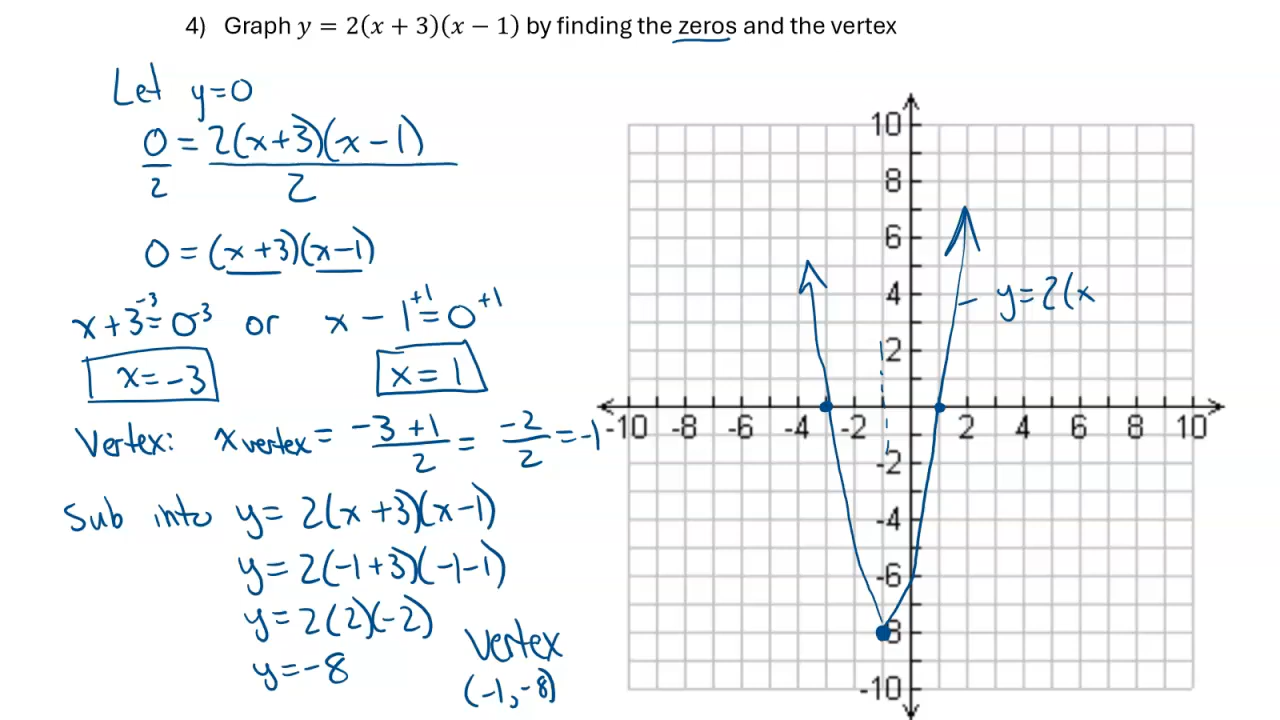 4) Graph y = 2(x + 3)(x − 1) by finding the zeros and the vertex
Let y=0
0 = 2(x+3)(x−1)
2 2
0 = (x+3)(x−1)
x+3−3=0−3 or x−1+1=0+1
x=−3 x=1
Vertex: x vertex = −3+1/2 = −2/2 = −1
Sub into y= 2(x+3)(x−1)
y= 2(−1+3)(−1−1)
y= 2(2)(−2)
y=−8
Vertex
(−1,−8)
10
8
6
4
2
-2
-4
-6
-8
-10
-10 -8 -6 -4 -2 2 4 6 8 10
y=2(x